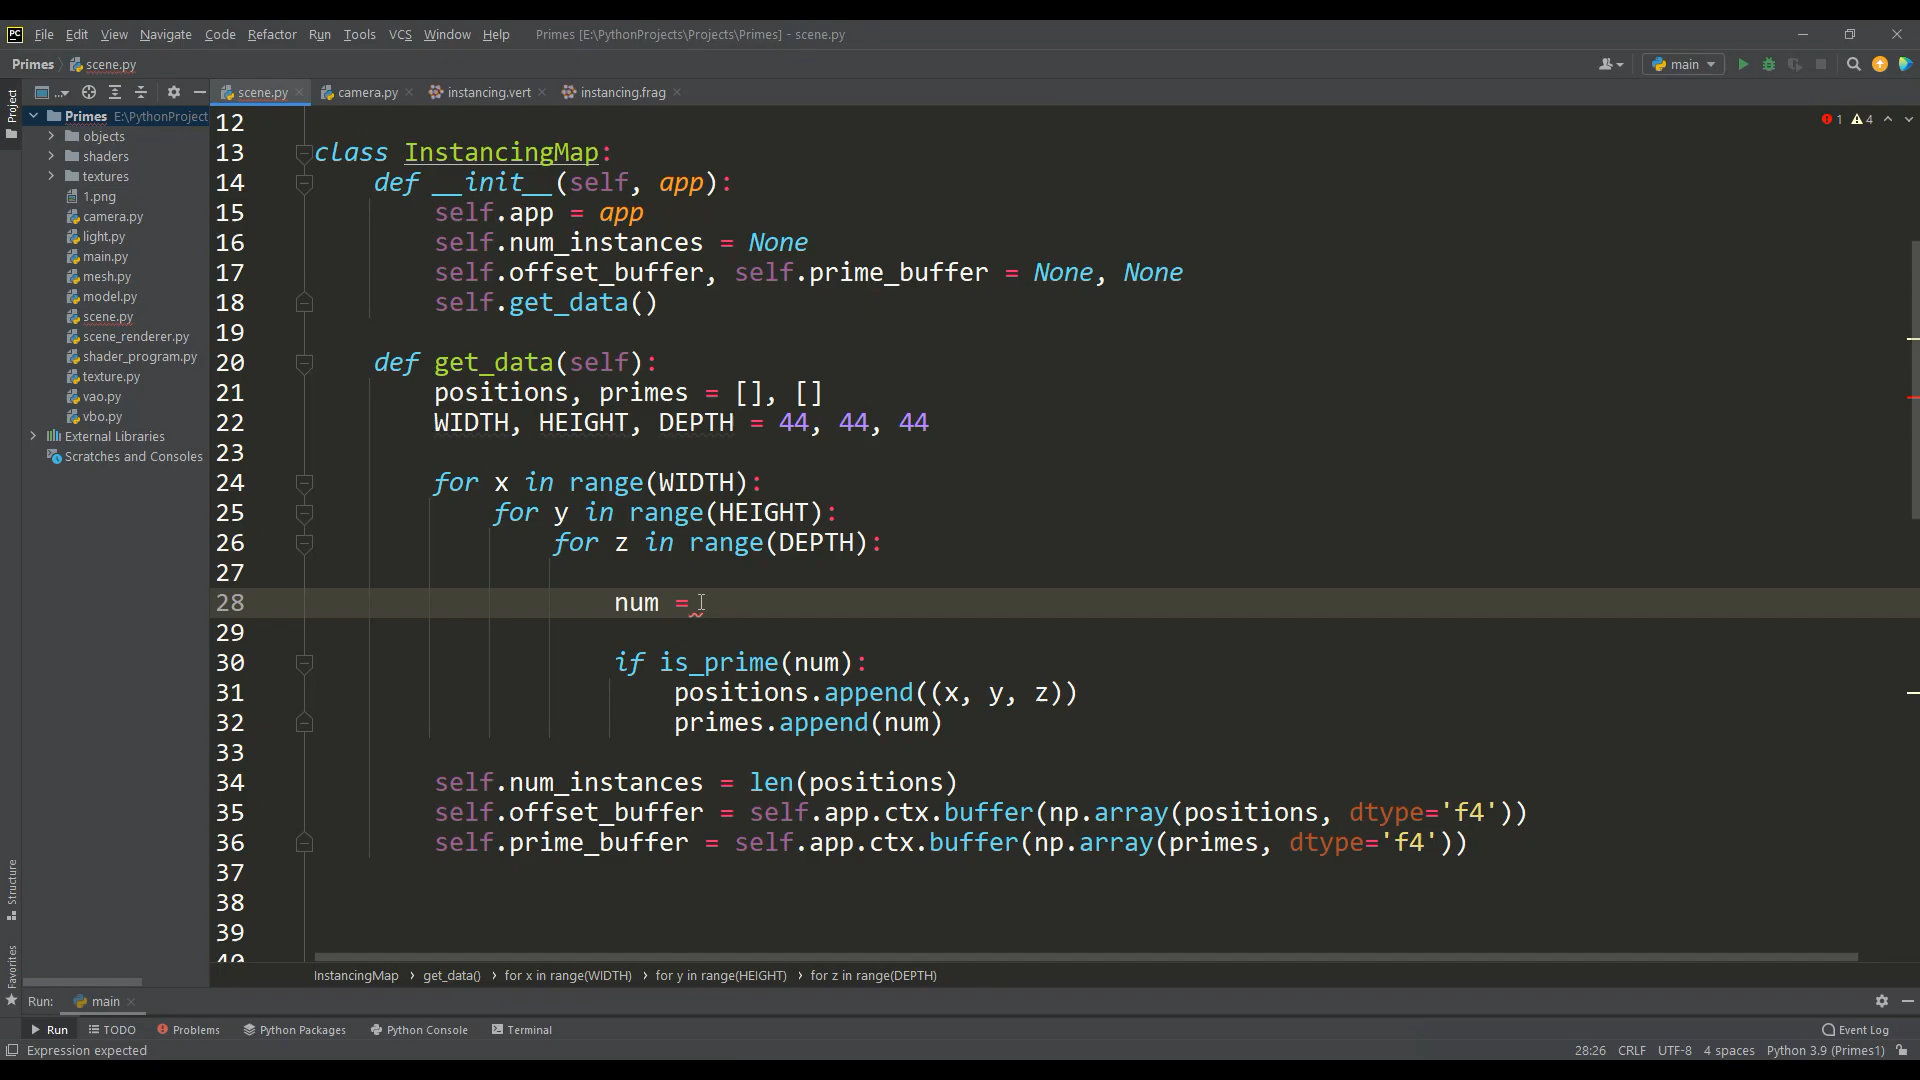 PC File Edit View Navigate Code Refactor Run Tools VCS Window Help Primes [E:\PythonProjects\Projects\Primes] - scene.py
Primes scene.py main
Project ... scene.py camera.py instancing.vert instancing.frag
Primes E:\PythonProject
objects
shaders
textures
1.png
camera.py
light.py
main.py
mesh.py
model.py
scene.py
scene_renderer.py
shader_program.py
texture.py
vao.py
vbo.py
External Libraries
Scratches and Consoles
Structure
Favorites
1 4
12
13 class InstancingMap:
14 def __init__(self, app):
15 self.app = app
16 self.num_instances = None
17 self.offset_buffer, self.prime_buffer = None, None
18 self.get_data()
19
20 def get_data(self):
21 positions, primes = [], []
22 WIDTH, HEIGHT, DEPTH = 44, 44, 44
23
24 for x in range(WIDTH):
25 for y in range(HEIGHT):
26 for z in range(DEPTH):
27
28 num =
29
30 if is_prime(num):
31 positions.append((x, y, z))
32 primes.append(num)
33
34 self.num_instances = len(positions)
35 self.offset_buffer = self.app.ctx.buffer(np.array(positions, dtype='f4'))
36 self.prime_buffer = self.app.ctx.buffer(np.array(primes, dtype='f4'))
37
38
39
40
InstancingMap get_data() for x in range(WIDTH) for y in range(HEIGHT) for z in range(DEPTH)
Run: main
Run TODO Problems Python Packages Python Console Terminal Event Log
Expression expected 28:26 CRLF UTF-8 4 spaces Python 3.9 (Primes1)